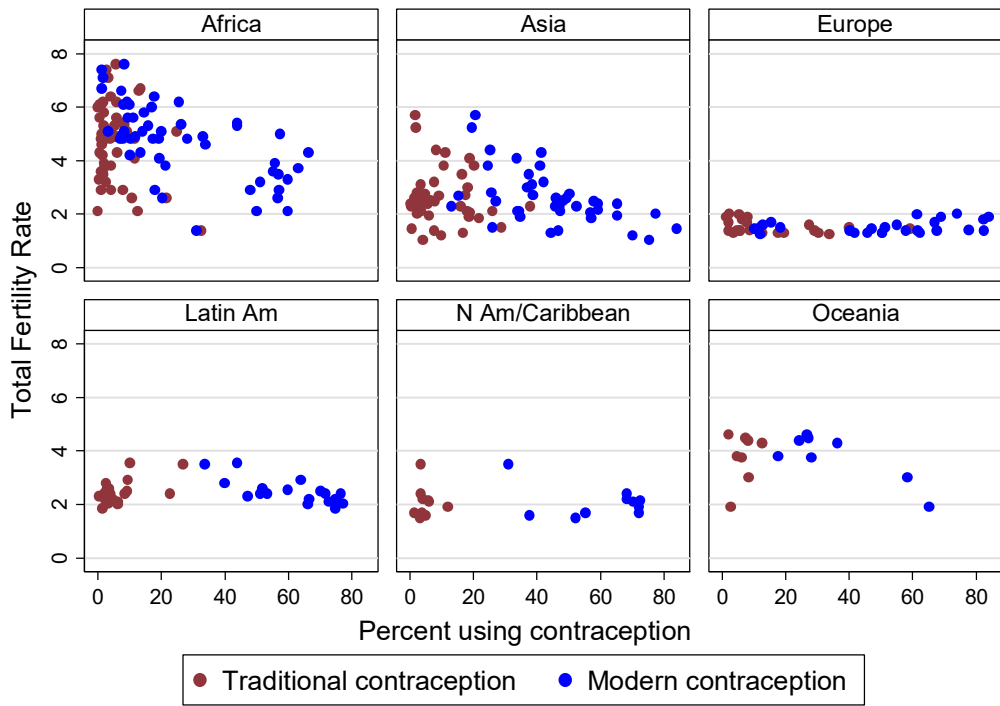 Africa
Asia
Europe
8
6
4
2
0
Latin Am
N Am/Caribbean
Oceania
8
6
4
2
0
0 20 40 60 80
0 20 40 60 80
0 20 40 60 80
Total Fertility Rate
Percent using contraception
Traditional contraception
Modern contraception